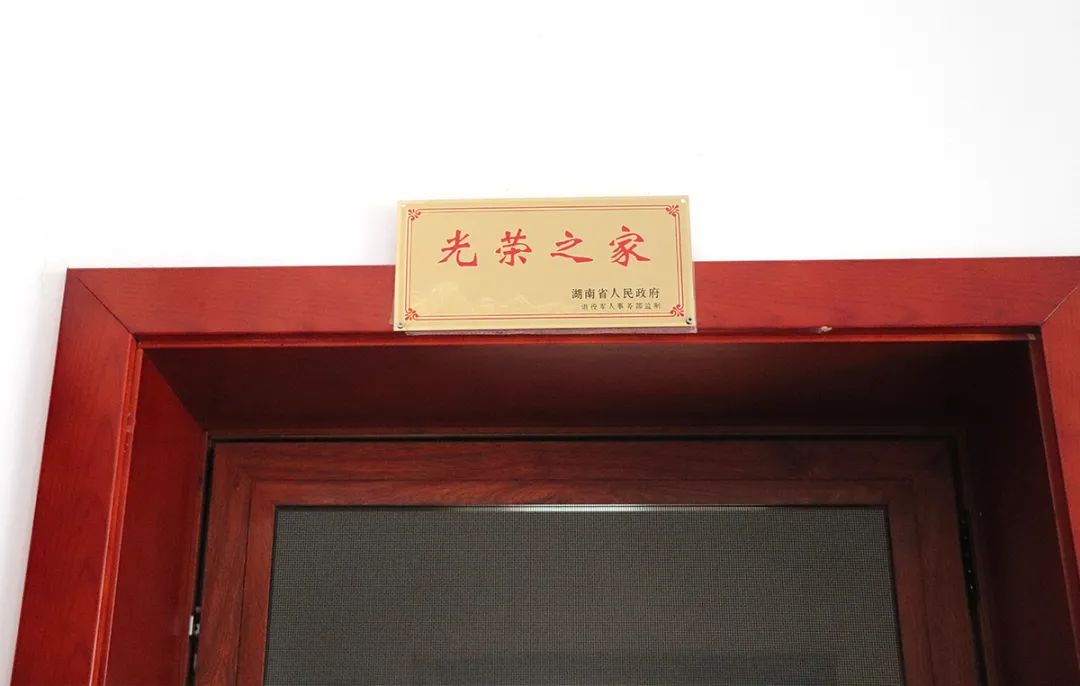 光荣之家
湖南省人民政府
退役军人事务部监制